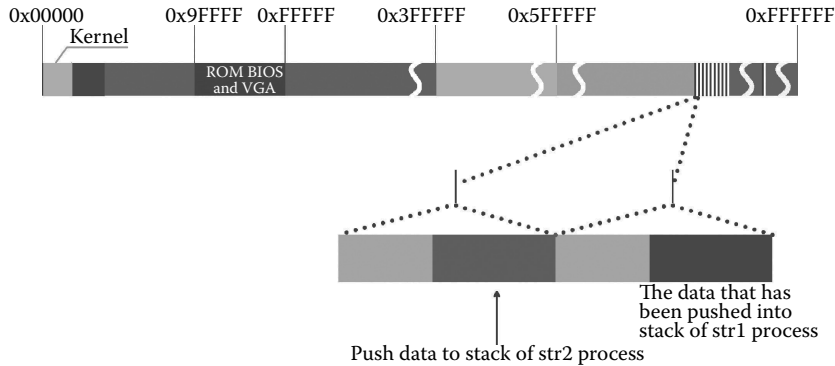 0x00000 0x9FFFF 0xFFFFF 0x3FFFFF 0x5FFFFF 0xFFFFFF
Kernel
ROM BIOS
and VGA
The data that has
been pushed into
stack of str1 process
Push data to stack of str2 process